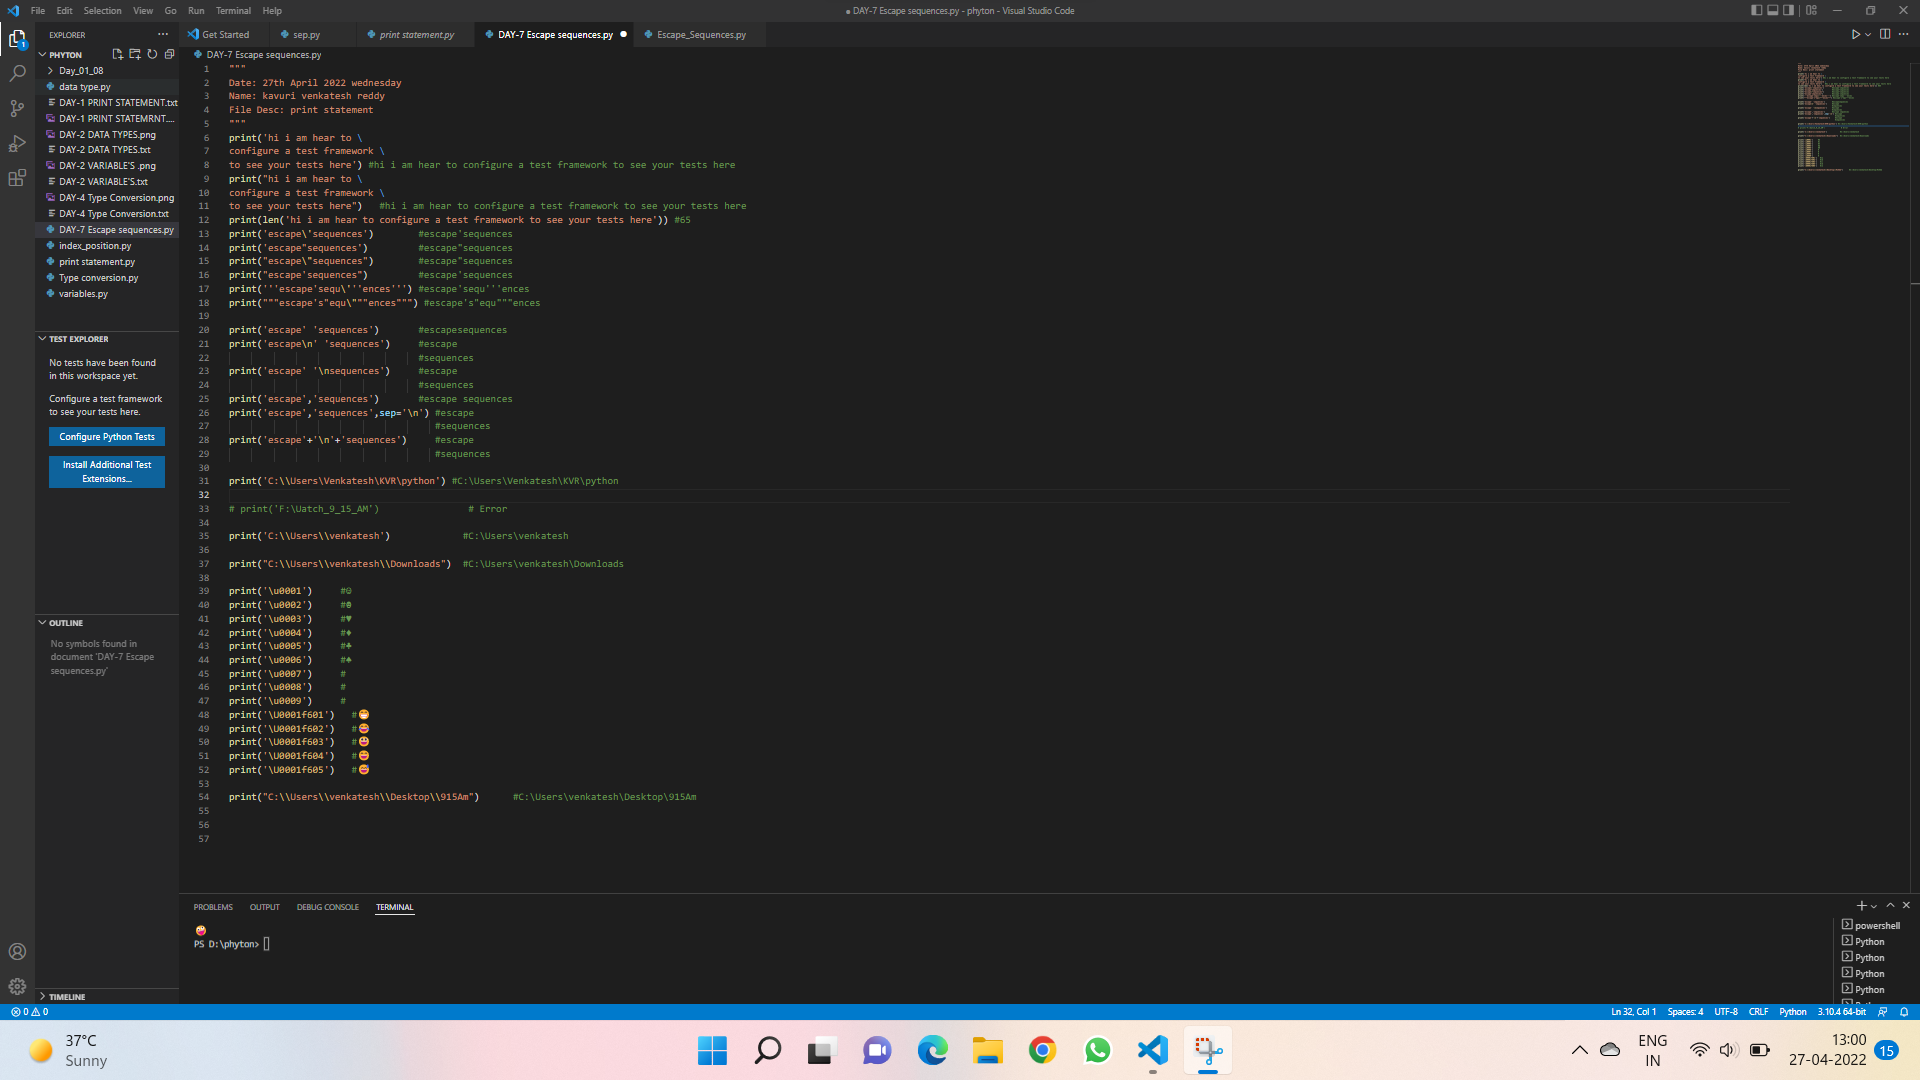 File Edit Selection View Go Run Terminal Help
● DAY-7 Escape sequences.py - phyton - Visual Studio Code
EXPLORER
PHYTON
Day_01_08
data type.py
DAY-1 PRINT STATEMENT.txt
DAY-1 PRINT STATEMRNT....
DAY-2 DATA TYPES.png
DAY-2 DATA TYPES.txt
DAY-2 VARIABLE'S .png
DAY-2 VARIABLE'S.txt
DAY-4 Type Conversion.png
DAY-4 Type Conversion.txt
DAY-7 Escape sequences.py
index_position.py
print statement.py
Type conversion.py
variables.py
TEST EXPLORER
No tests have been found
in this workspace yet.
Configure a test framework
to see your tests here.
Configure Python Tests
Install Additional Test
Extensions...
OUTLINE
No symbols found in
document 'DAY-7 Escape
sequences.py'
TIMELINE
Get Started sep.py print statement.py DAY-7 Escape sequences.py Escape_Sequences.py
DAY-7 Escape sequences.py
1 """
2 Date: 27th April 2022 wednesday
3 Name: kavuri venkatesh reddy
4 File Desc: print statement
5 """
6 print('hi i am hear to \
7 configure a test framework \
8 to see your tests here') #hi i am hear to configure a test framework to see your tests here
9 print("hi i am hear to \
10 configure a test framework \
11 to see your tests here") #hi i am hear to configure a test framework to see your tests here
12 print(len('hi i am hear to configure a test framework to see your tests here')) #65
13 print('escape\'sequences') #escape'sequences
14 print('escape"sequences') #escape"sequences
15 print("escape\"sequences") #escape"sequences
16 print("escape'sequences") #escape'sequences
17 print('''escape'sequ\'''ences''') #escape'sequ'''ences
18 print("""escape's"equ\"""ences""") #escape's"equ"""ences
19
20 print('escape' 'sequences') #escapesequences
21 print('escape\n' 'sequences') #escape
22 #sequences
23 print('escape' '\nsequences') #escape
24 #sequences
25 print('escape','sequences') #escape sequences
26 print('escape','sequences',sep='\n') #escape
27 #sequences
28 print('escape'+'\n'+'sequences') #escape
29 #sequences
30
31 print('C:\\Users\Venkatesh\KVR\python') #C:\Users\Venkatesh\KVR\python
32
33 # print('F:\Uatch_9_15_AM') # Error
34
35 print('C:\\Users\\venkatesh') #C:\Users\venkatesh
36
37 print("C:\\Users\\venkatesh\\Downloads") #C:\Users\venkatesh\Downloads
38
39 print('\u0001') #☺
40 print('\u0002') #☻
41 print('\u0003') #♥
42 print('\u0004') #♦
43 print('\u0005') #♣
44 print('\u0006') #♠
45 print('\u0007') #
46 print('\u0008') #
47 print('\u0009') #
48 print('\U0001f601') #😁
49 print('\U0001f602') #😂
50 print('\U0001f603') #😃
51 print('\U0001f604') #😄
52 print('\U0001f605') #😅
53
54 print("C:\\Users\\venkatesh\\Desktop\\915Am") #C:\Users\venkatesh\Desktop\915Am
55
56
57
PROBLEMS OUTPUT DEBUG CONSOLE TERMINAL
PS D:\phyton>
powershell
Python
Python
Python
Python
0 0
Ln 32, Col 1 Spaces: 4 UTF-8 CRLF Python 3.10.4 64-bit
37°C
Sunny
ENG
IN
13:00
27-04-2022
15